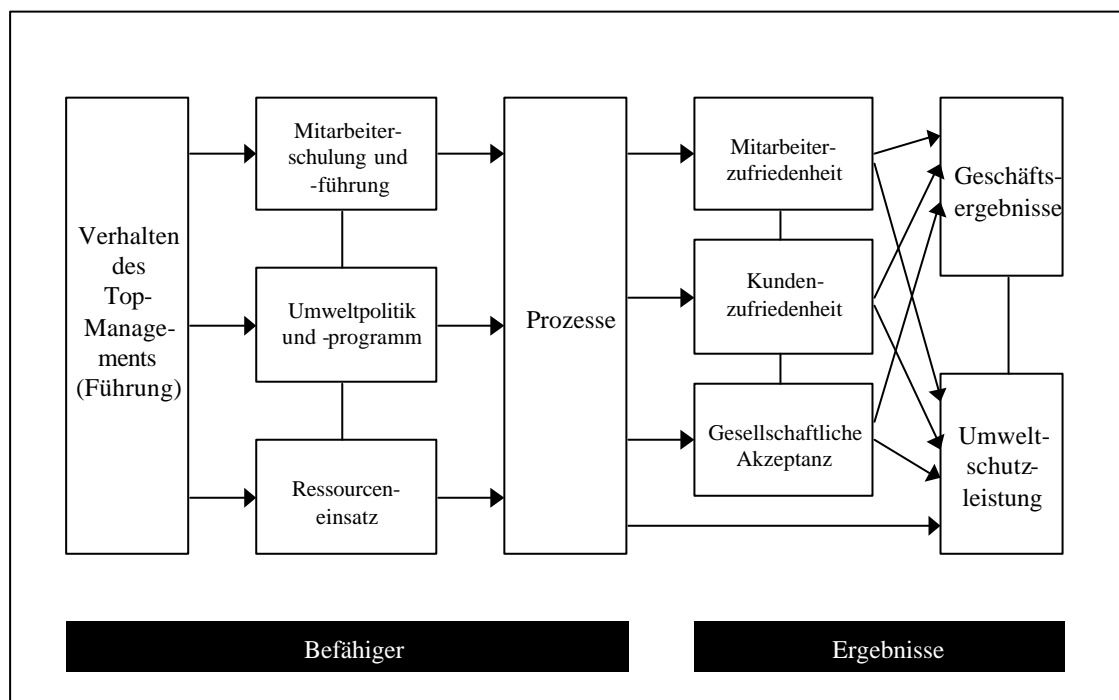 Verhalten
des
Top-
Manage-
ments
(Führung)
Mitarbeiter-
schulung und
-führung
Umweltpolitik
und -programm
Ressourcen-
einsatz
Prozesse
Mitarbeiter-
zufriedenheit
Kunden-
zufriedenheit
Gesellschaftliche
Akzeptanz
Geschäfts-
ergebnisse
Umwelt-
schutz-
leistung
Befähiger
Ergebnisse